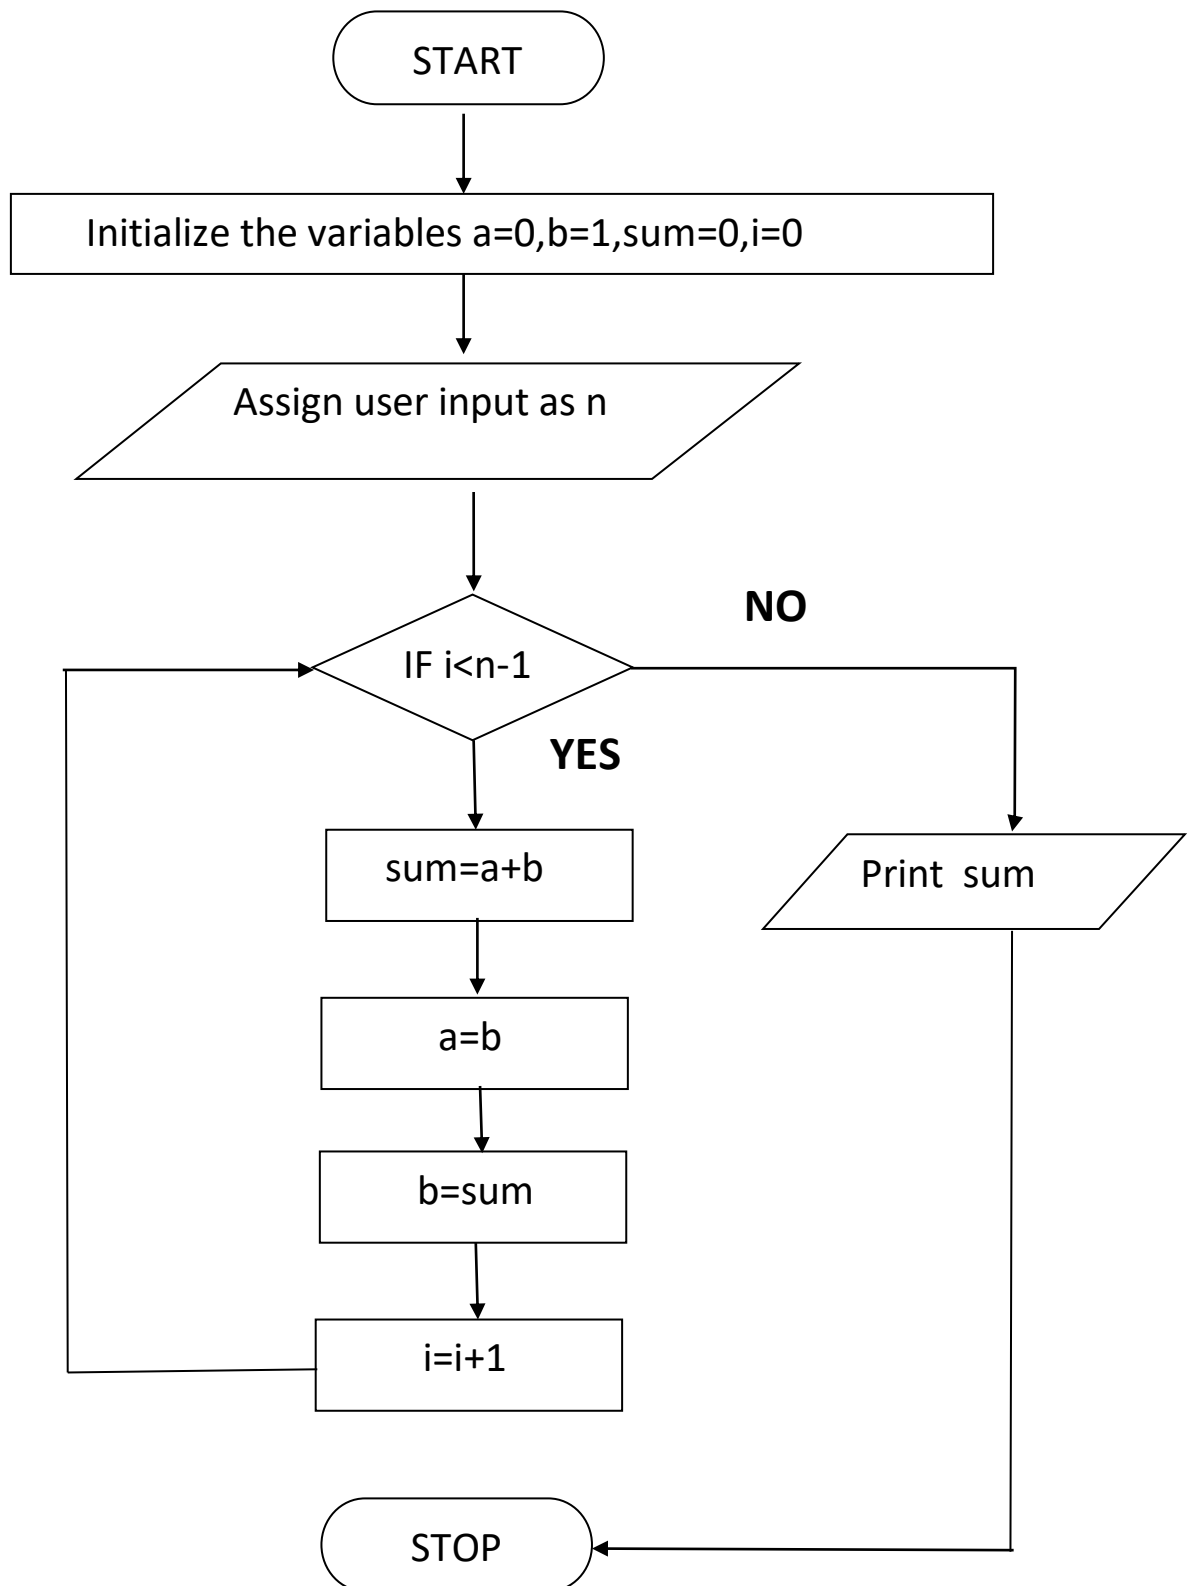 START
Initialize the variables a=0,b=1,sum=0,i=0
Assign user input as n
NO
IF i<n-1
YES
sum=a+b
Print  sum
a=b
b=sum
i=i+1
STOP